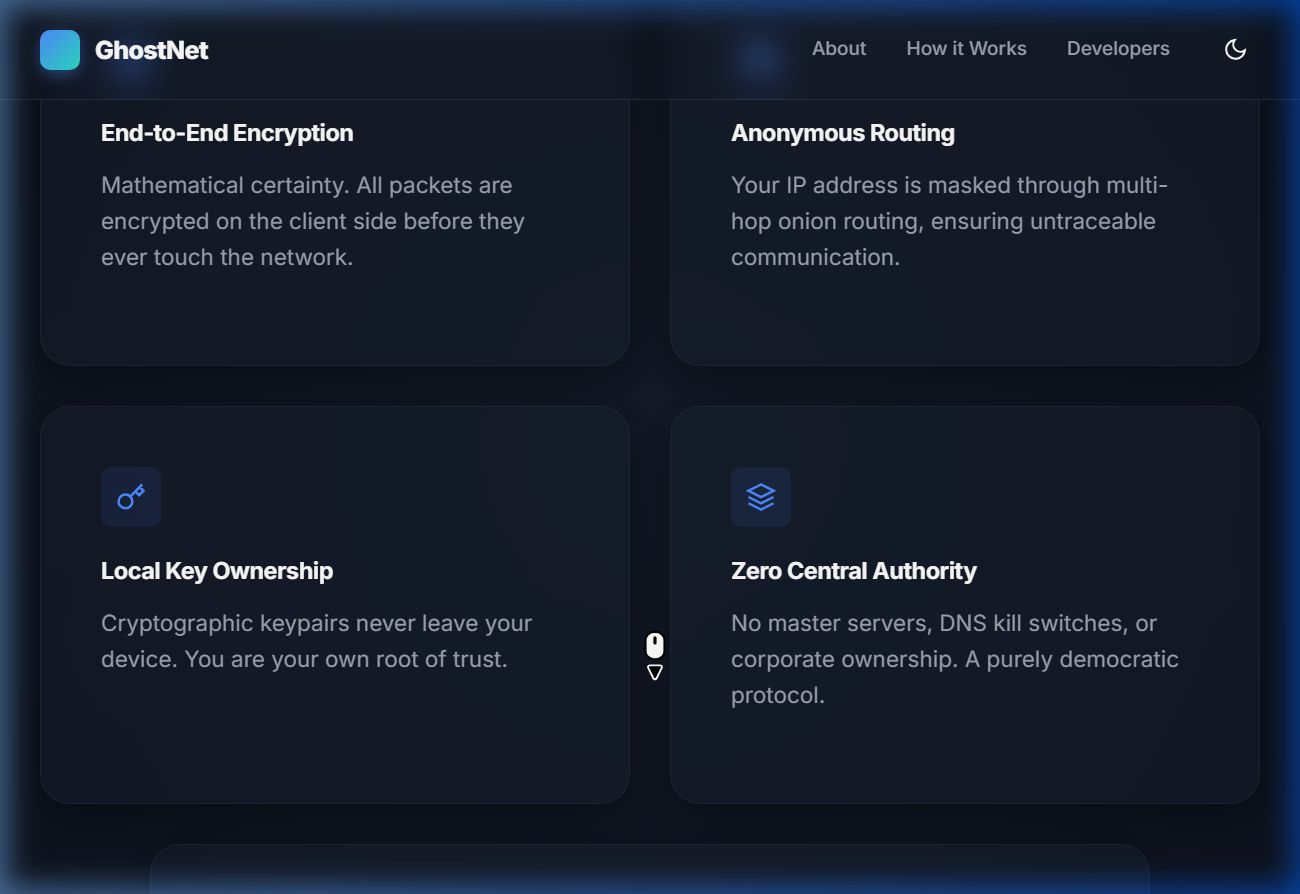 GhostNet
About
How it Works
Developers
End-to-End Encryption
Mathematical certainty. All packets are
encrypted on the client side before they
ever touch the network.
Anonymous Routing
Your IP address is masked through multi-
hop onion routing, ensuring untraceable
communication.
Local Key Ownership
Cryptographic keypairs never leave your
device. You are your own root of trust.
Zero Central Authority
No master servers, DNS kill switches, or
corporate ownership. A purely democratic
protocol.